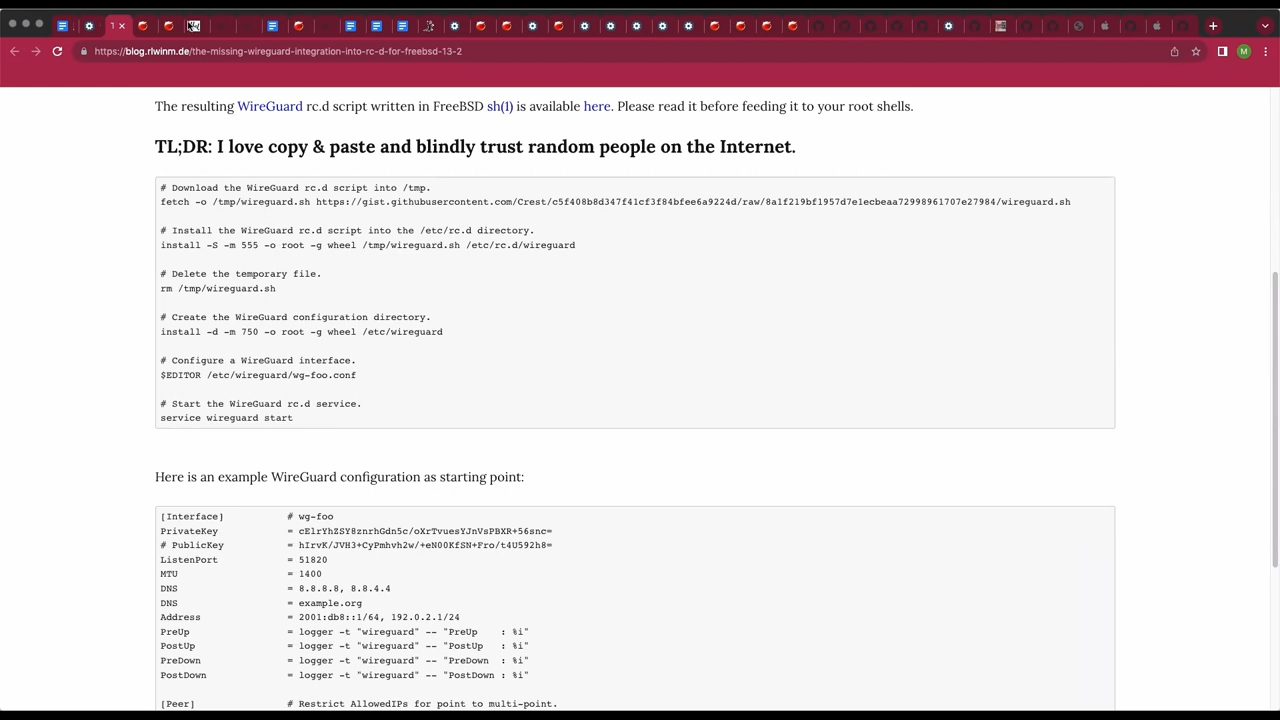 blog.rlwinm.de/the-missing-wireguard-integration-into-rc-d-for-freebsd-13-2
M
The resulting WireGuard rc.d script written in FreeBSD sh(1) is available here. Please read it before feeding it to your root shells.
TL;DR: I love copy & paste and blindly trust random people on the Internet.
# Download the WireGuard rc.d script into /tmp.
fetch -o /tmp/wireguard.sh https://gist.githubusercontent.com/Crest/c5f408b8d347f41cf3f84bfee6a9224d/raw/8a1f219bf1957d7e1ecbeaa72998961707e27984/wireguard.sh
# Install the WireGuard rc.d script into the /etc/rc.d directory.
install -S -m 555 -o root -g wheel /tmp/wireguard.sh /etc/rc.d/wireguard
# Delete the temporary file.
rm /tmp/wireguard.sh
# Create the WireGuard configuration directory.
install -d -m 750 -o root -g wheel /etc/wireguard
# Configure a WireGuard interface.
$EDITOR /etc/wireguard/wg-foo.conf
# Start the WireGuard rc.d service.
service wireguard start
Here is an example WireGuard configuration as starting point:
[Interface] # wg-foo
PrivateKey = cElrYhZSY8znrhGdn5c/oXrTvuesYJnVsPBXR+56snc=
# PublicKey = hIrvK/JVH3+CyPmhvh2w/+eN00KfSN+Fro/t4U592h8=
ListenPort = 51820
MTU = 1400
DNS = 8.8.8.8, 8.8.4.4
DNS = example.org
Address = 2001:db8::1/64, 192.0.2.1/24
PreUp = logger -t "wireguard" -- "PreUp : %i"
PostUp = logger -t "wireguard" -- "PostUp : %i"
PreDown = logger -t "wireguard" -- "PreDown : %i"
PostDown = logger -t "wireguard" -- "PostDown : %i"
[Peer] # Restrict AllowedIPs for point to multi-point.